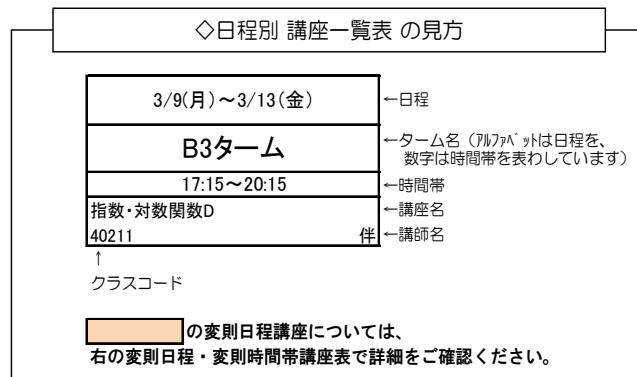 ◇日程別 講座一覧表 の見方
3/9(月)～3/13(金)
←日程
B3ターム
←ターム名（ｱﾙﾌｧﾍﾞｯﾄは日程を、
数字は時間帯を表わしています）
17:15～20:15
←時間帯
指数・対数関数D
←講座名
40211
伴
←講師名
↑
クラスコード
の変則日程講座については、
右の変則日程・変則時間帯講座表で詳細をご確認ください。